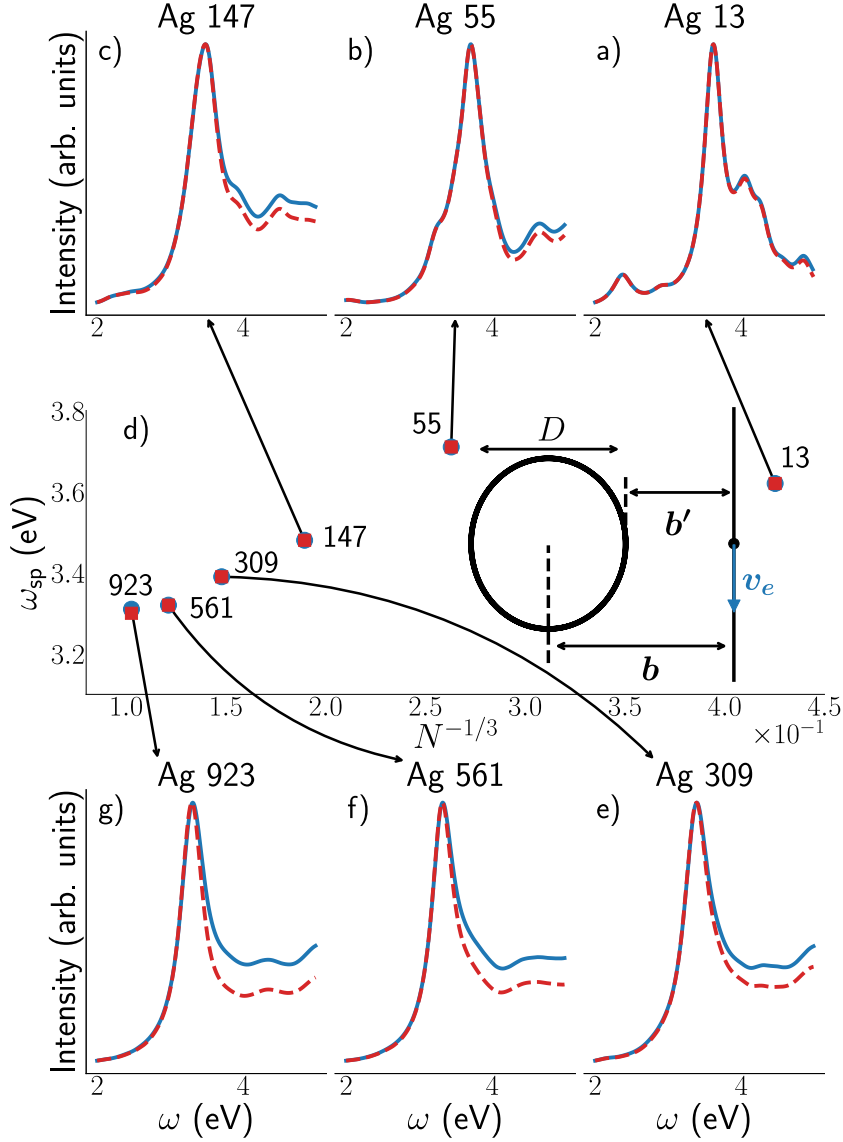 Ag 147
Ag 55
Ag 13
c)
b)
a)
Intensity (arb. units)
2
4
2
4
2
4
d)
3.8
3.6
3.4
3.2
ω_sp (eV)
923
561
309
147
55
13
D
b′
v_e
b
1.0
1.5
2.0
2.5
3.0
3.5
4.0
4.5
N^{-1/3}
×10^{-1}
Ag 923
Ag 561
Ag 309
g)
f)
e)
Intensity (arb. units)
2
4
2
4
2
4
ω (eV)
ω (eV)
ω (eV)